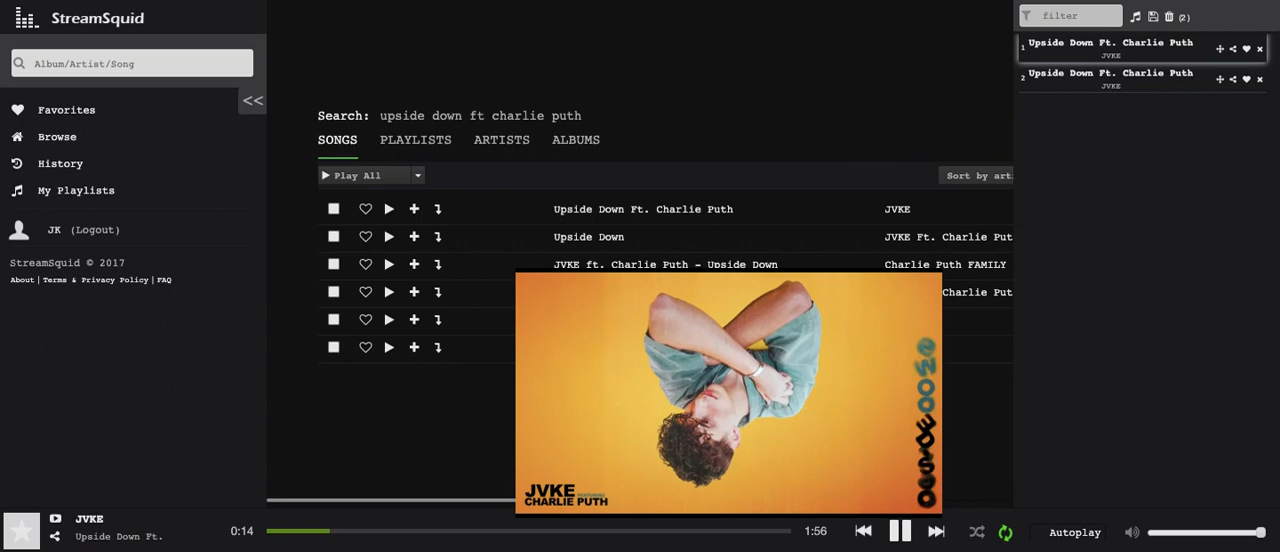 StreamSquid
Album/Artist/Song
<<
Favorites
Browse
History
My Playlists
JK (Logout)
StreamSquid © 2017
About | Terms & Privacy Policy | FAQ
Search: upside down ft charlie puth
SONGS PLAYLISTS ARTISTS ALBUMS
Play All
Sort by art
Upside Down Ft. Charlie Puth JVKE
Upside Down JVKE Ft. Charlie Put
JVKE ft. Charlie Puth – Upside Down Charlie Puth FAMILY
Charlie Put
JVKE FEATURING
CHARLIE PUTH
filter
(2)
1 Upside Down Ft. Charlie Puth
JVKE
2 Upside Down Ft. Charlie Puth
JVKE
JVKE
Upside Down Ft.
0:14
1:56
Autoplay